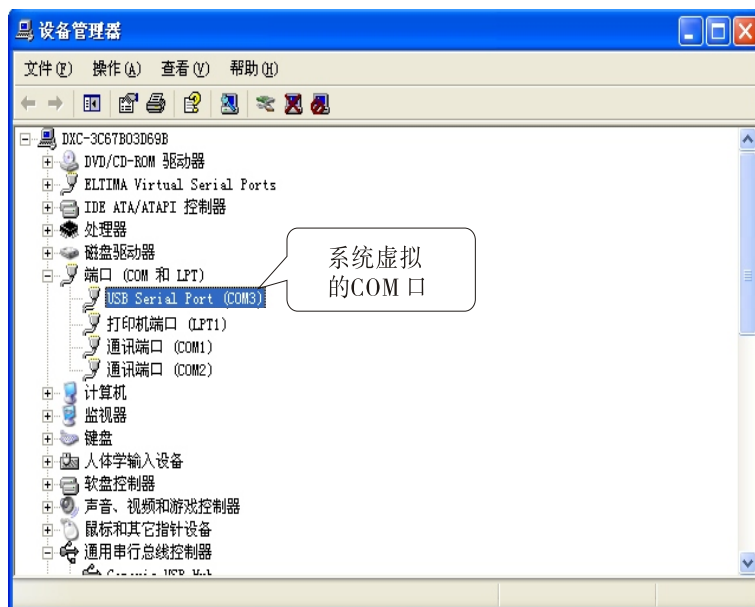 设备管理器
文件(F) 操作(A) 查看(V) 帮助(H)
DXC-3C67B03D69B
DVD/CD-ROM 驱动器
ELTIMA Virtual Serial Ports
IDE ATA/ATAPI 控制器
处理器
磁盘驱动器
端口 (COM 和 LPT)
USB Serial Port (COM3)
系统虚拟
的COM 口
打印机端口 (LPT1)
通讯端口 (COM1)
通讯端口 (COM2)
计算机
监视器
键盘
人体学输入设备
软盘控制器
声音、视频和游戏控制器
鼠标和其它指针设备
通用串行总线控制器
Generic USB Hub